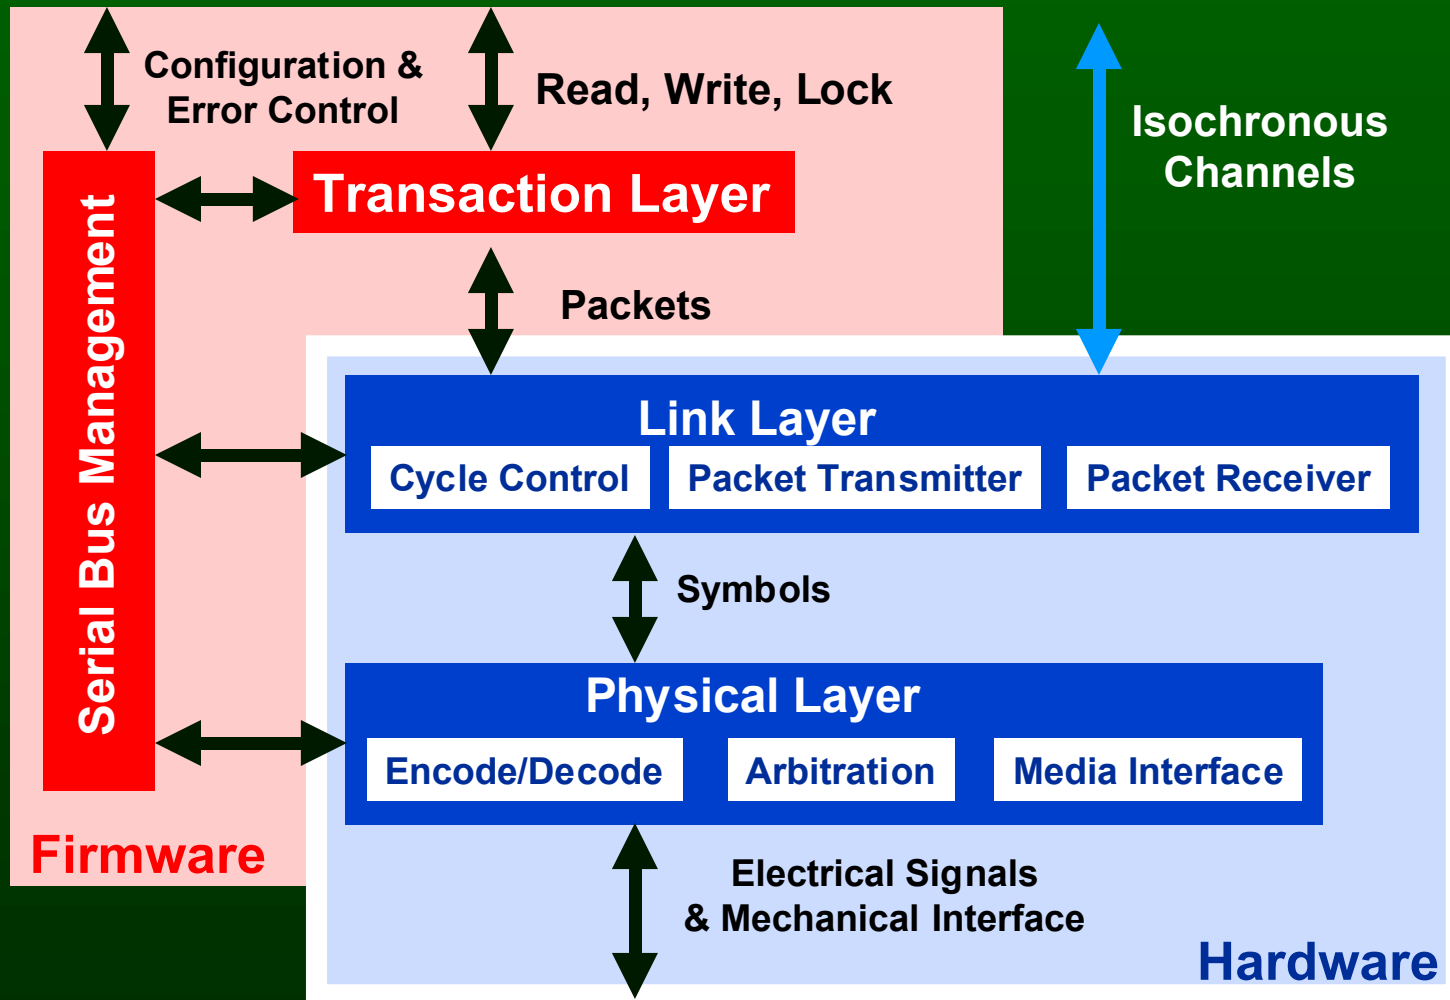 Configuration &
Error Control
Read, Write, Lock
Isochronous
Channels
Transaction Layer
Serial Bus Management
Packets
Link Layer
Cycle Control
Packet Transmitter
Packet Receiver
Symbols
Physical Layer
Encode/Decode
Arbitration
Media Interface
Firmware
Electrical Signals
& Mechanical Interface
Hardware